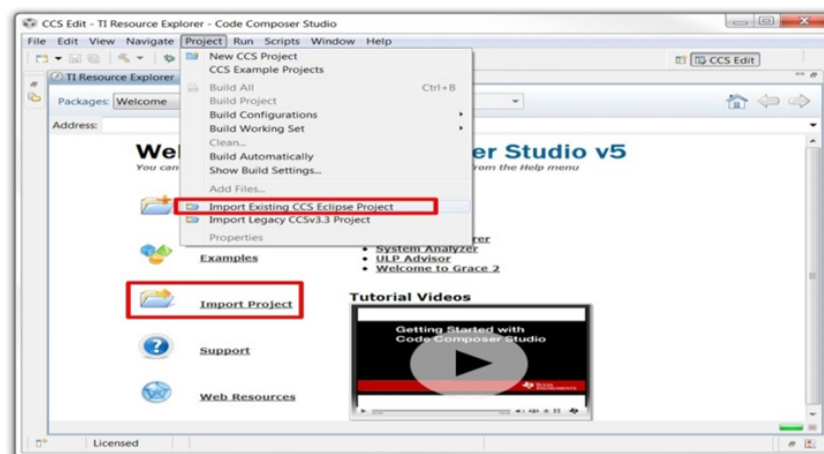 CCS Edit - TI Resource Explorer - Code Composer Studio
File Edit View Navigate Project Run Scripts Window Help
New CCS Project
CCS Example Projects
Build All Ctrl+B
Build Project
Build Configurations
Build Working Set
Clean...
Build Automatically
Show Build Settings...
Add Files...
Import Existing CCS Eclipse Project
Import Legacy CCSv3.3 Project
Properties
CCS Edit
TI Resource Explorer
Packages: Welcome
Address:
er Studio v5
You can
from the Help menu
Examples
System Analyzer
ULP Advisor
Welcome to Grace 2
Import Project
Tutorial Videos
Getting Started with
Code Composer Studio
Support
Web Resources
Licensed